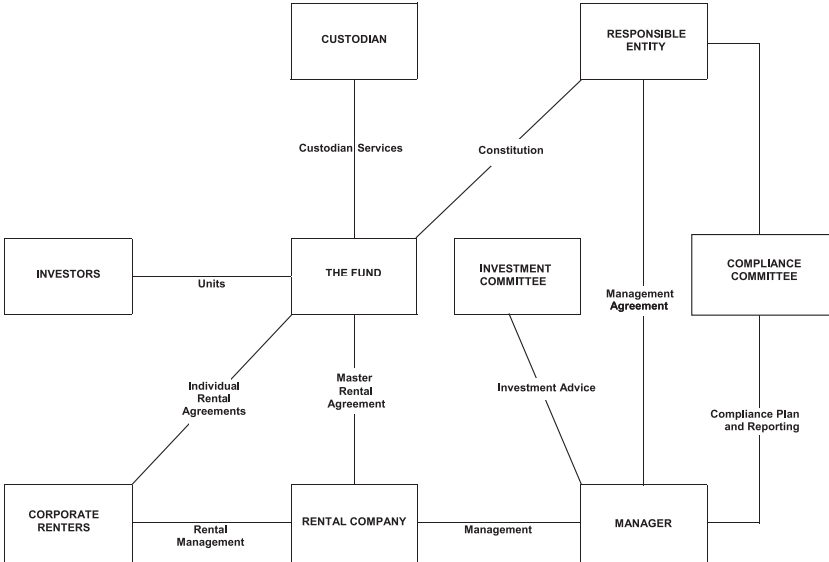 CUSTODIAN
RESPONSIBLE
ENTITY
Custodian Services
Constitution
INVESTORS
Units
THE FUND
INVESTMENT
COMMITTEE
Management
Agreement
COMPLIANCE
COMMITTEE
Individual
Rental
Agreements
Master
Rental
Agreement
Investment Advice
Compliance Plan
and Reporting
CORPORATE
RENTERS
Rental
Management
RENTAL COMPANY
Management
MANAGER